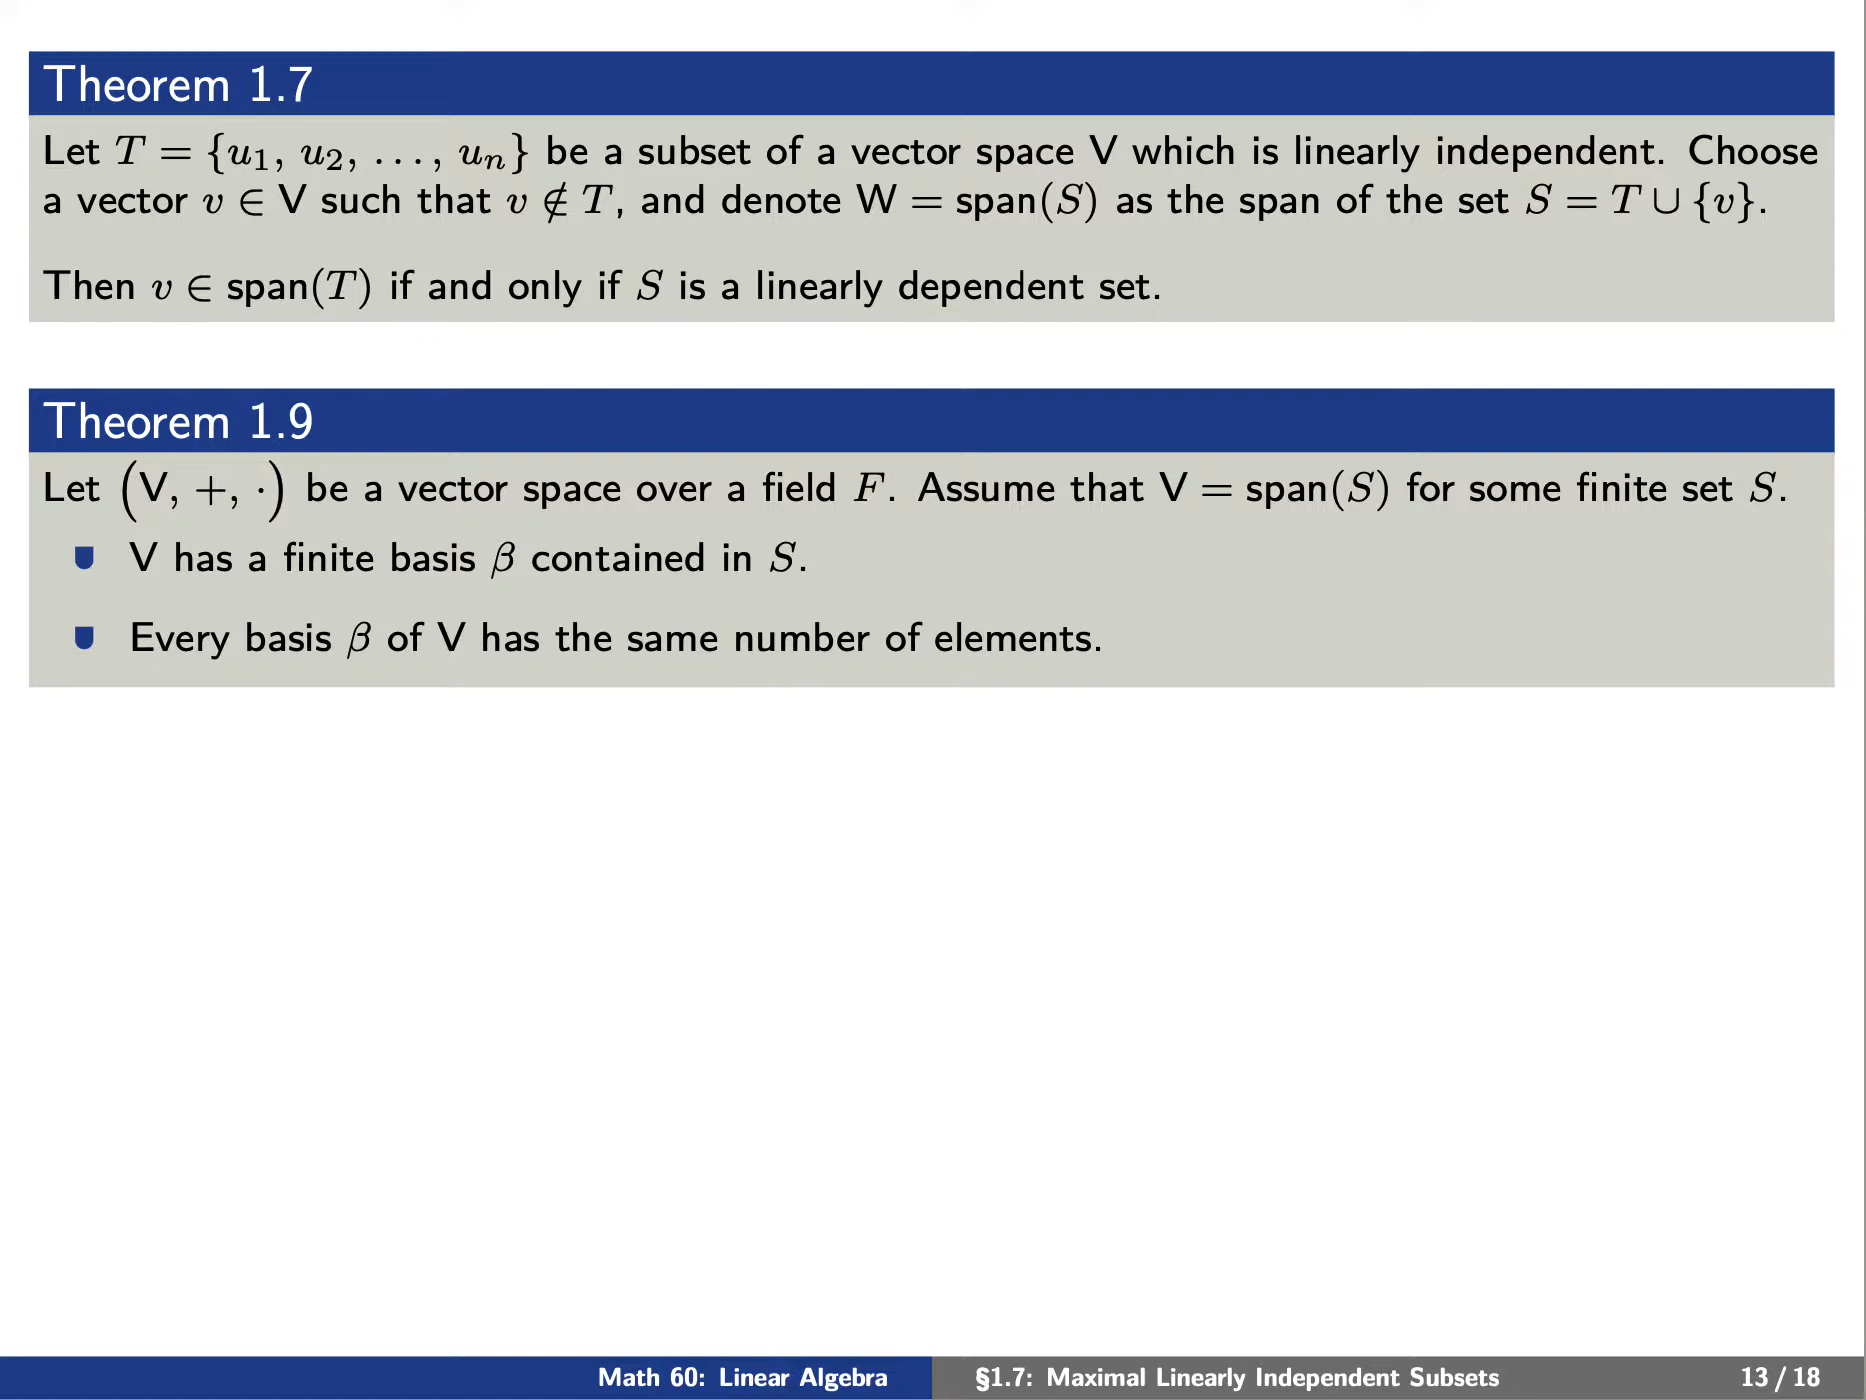 Theorem 1.7
Let T = {u₁, u₂, ..., uₙ} be a subset of a vector space V which is linearly independent. Choose
a vector v ∈ V such that v ∉ T, and denote W = span(S) as the span of the set S = T ∪ {v}.
Then v ∈ span(T) if and only if S is a linearly dependent set.
Theorem 1.9
Let (V, +, ·) be a vector space over a field F. Assume that V = span(S) for some finite set S.
V has a finite basis β contained in S.
Every basis β of V has the same number of elements.
Math 60: Linear Algebra §1.7: Maximal Linearly Independent Subsets 13 / 18